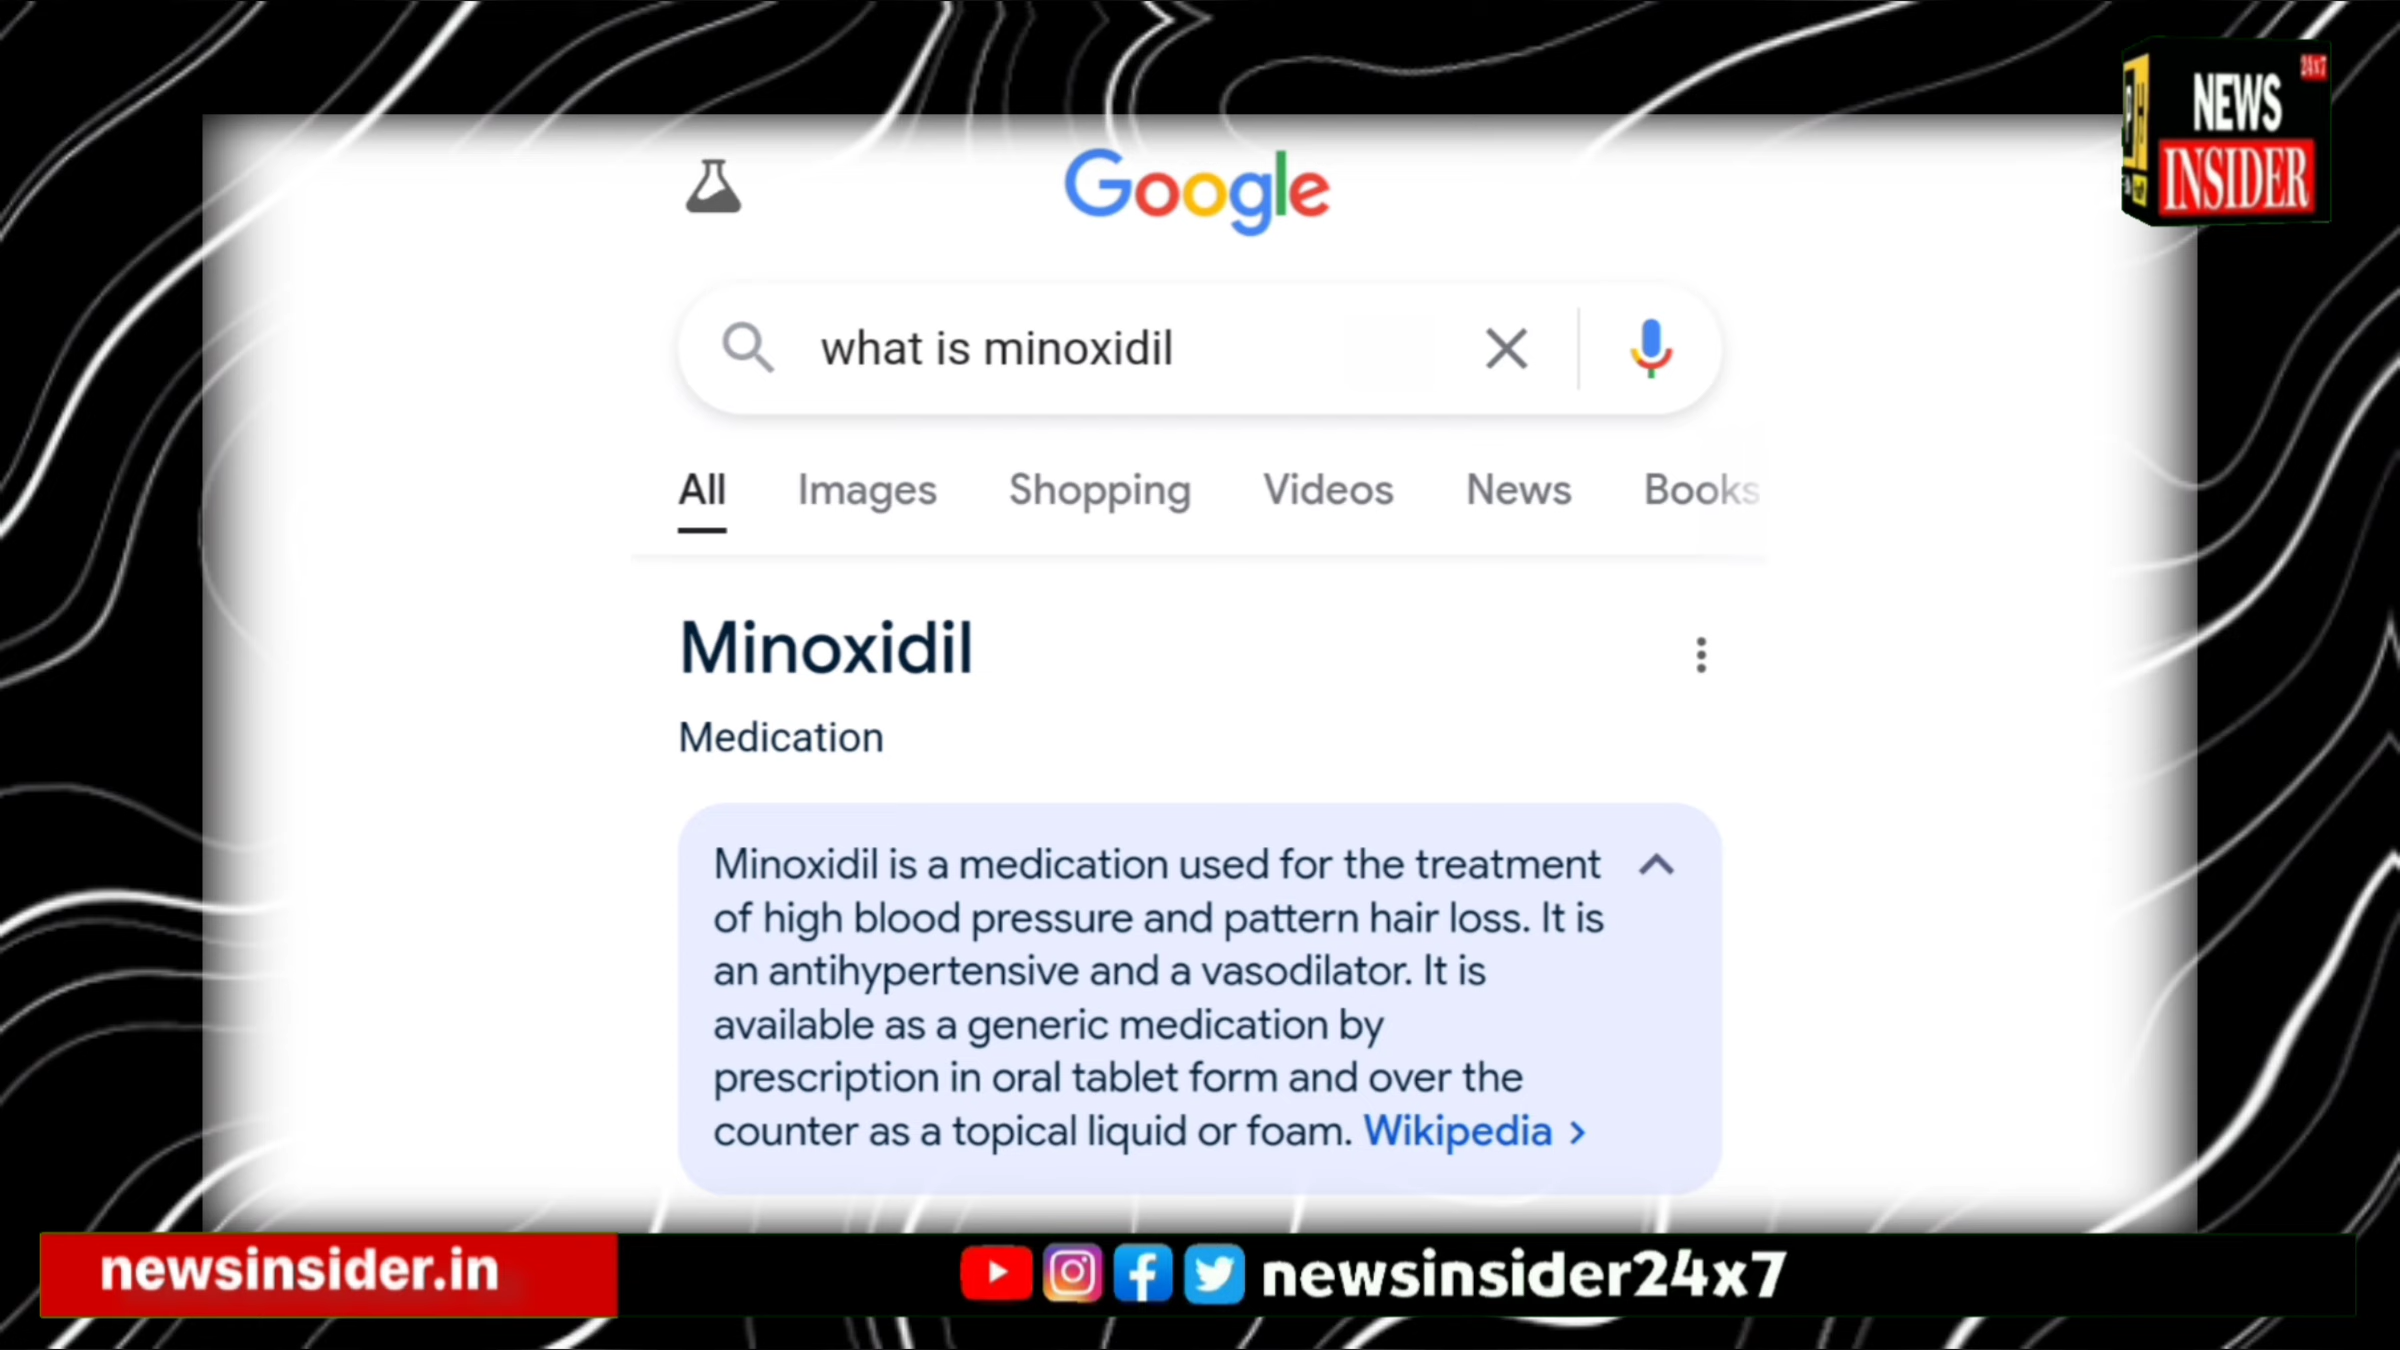 24x7
NEWS
INSIDER
Google
what is minoxidil
All Images Shopping Videos News Books
Minoxidil
Medication
Minoxidil is a medication used for the treatment
of high blood pressure and pattern hair loss. It is
an antihypertensive and a vasodilator. It is
available as a generic medication by
prescription in oral tablet form and over the
counter as a topical liquid or foam. Wikipedia >
newsinsider.in
newsinsider24x7